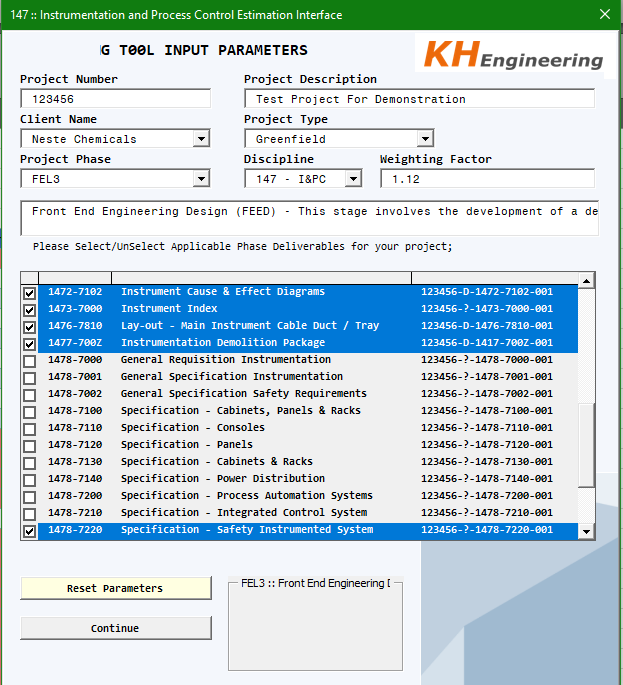 147 :: Instrumentation and Process Control Estimation Interface
G T00L INPUT PARAMETERS
KH Engineering
Project Number
Project Description
123456
Test Project For Demonstration
Client Name
Project Type
Neste Chemicals
Greenfield
Project Phase
Discipline
Weighting Factor
FEL3
147 - I&PC
1.12
Front End Engineering Design (FEED) - This stage involves the development of a de
Please Select/UnSelect Applicable Phase Deliverables for your project;
1472-7102 Instrument Cause & Effect Diagrams 123456-D-1472-7102-001
1473-7000 Instrument Index 123456-?-1473-7000-001
1476-7810 Lay-out - Main Instrument Cable Duct / Tray 123456-D-1476-7810-001
1477-700Z Instrumentation Demolition Package 123456-D-1417-700Z-001
1478-7000 General Requisition Instrumentation 123456-?-1478-7000-001
1478-7001 General Specification Instrumentation 123456-?-1478-7001-001
1478-7002 General Specification Safety Requirements 123456-?-1478-7002-001
1478-7100 Specification - Cabinets, Panels & Racks 123456-?-1478-7100-001
1478-7110 Specification - Consoles 123456-?-1478-7110-001
1478-7120 Specification - Panels 123456-?-1478-7120-001
1478-7130 Specification - Cabinets & Racks 123456-?-1478-7130-001
1478-7140 Specification - Power Distribution 123456-?-1478-7140-001
1478-7200 Specification - Process Automation Systems 123456-?-1478-7200-001
1478-7210 Specification - Integrated Control System 123456-?-1478-7210-001
1478-7220 Specification - Safety Instrumented System 123456-?-1478-7220-001
Reset Parameters
FEL3 :: Front End Engineering
Continue